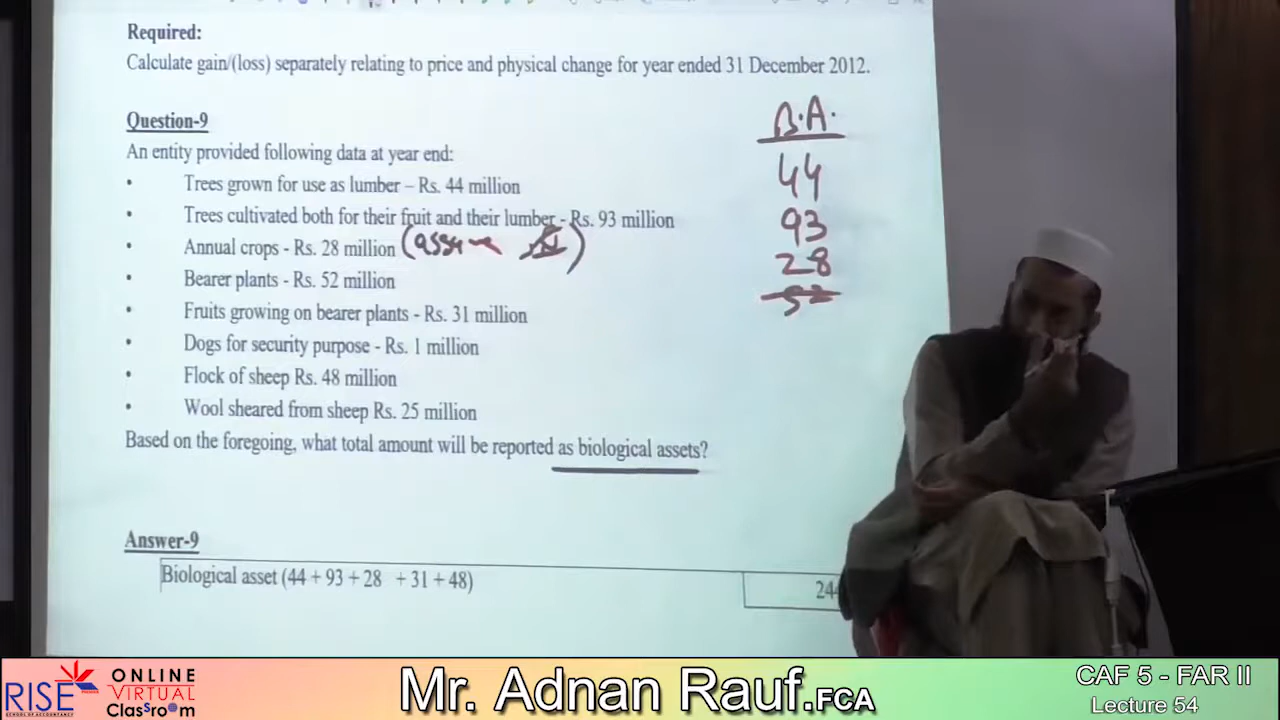 Required:
Calculate gain/(loss) separately relating to price and physical change for year ended 31 December 2012.
Question-9
An entity provided following data at year end:
• Trees grown for use as lumber – Rs. 44 million
• Trees cultivated both for their fruit and their lumber - Rs. 93 million
• Annual crops - Rs. 28 million (
• Bearer plants - Rs. 52 million
• Fruits growing on bearer plants - Rs. 31 million
• Dogs for security purpose - Rs. 1 million
• Flock of sheep Rs. 48 million
• Wool sheared from sheep Rs. 25 million
Based on the foregoing, what total amount will be reported as biological assets?
B.A.
44
93
28
52
Answer-9
Biological asset (44 + 93 + 28 + 31 + 48)
24
RISE
SCHOOL OF ACCOUNTANCY
ONLINE
VIRTUAL
Classroom
Mr. Adnan Rauf.FCA
CAF 5 - FAR II
Lecture 54